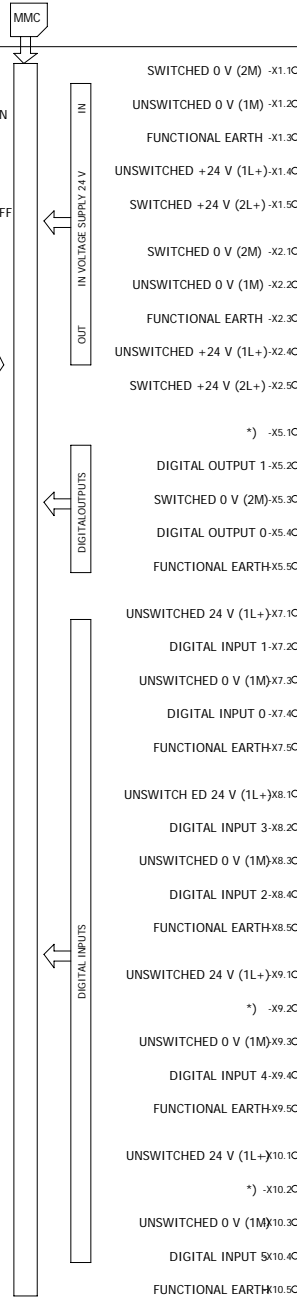 MMC
SWITCHED 0 V (2M) -X1.1
N
IN
UNSWITCHED 0 V (1M) -X1.2
FUNCTIONAL EARTH -X1.3
UNSWITCHED +24 V (1L+)-X1.4
FF
IN VOLTAGE SUPPLY 24 V
SWITCHED +24 V (2L+) -X1.5
SWITCHED 0 V (2M) -X2.1
UNSWITCHED 0 V (1M) -X2.2
FUNCTIONAL EARTH -X2.3
OUT
UNSWITCHED +24 V (1L+)-X2.4
SWITCHED +24 V (2L+) -X2.5
*) -X5.1
DIGITALOUTPUTS
DIGITAL OUTPUT 1-X5.2
SWITCHED 0 V (2M)-X5.3
DIGITAL OUTPUT 0-X5.4
FUNCTIONAL EARTH-X5.5
UNSWITCHED 24 V (1L+)-X7.1
DIGITAL INPUT 1-X7.2
UNSWITCHED 0 V (1M)-X7.3
DIGITAL INPUT 0-X7.4
FUNCTIONAL EARTH-X7.5
UNSWITCH ED 24 V (1L+)-X8.1
DIGITAL INPUT 3-X8.2
UNSWITCHED 0 V (1M)-X8.3
DIGITAL INPUT 2-X8.4
FUNCTIONAL EARTH-X8.5
DIGITAL INPUTS
UNSWITCHED 24 V (1L+)-X9.1
*) -X9.2
UNSWITCHED 0 V (1M)-X9.3
DIGITAL INPUT 4-X9.4
FUNCTIONAL EARTH-X9.5
UNSWITCHED 24 V (1L+)-X10.1
*) -X10.2
UNSWITCHED 0 V (1M)-X10.3
DIGITAL INPUT 5-X10.4
FUNCTIONAL EARTH-X10.5